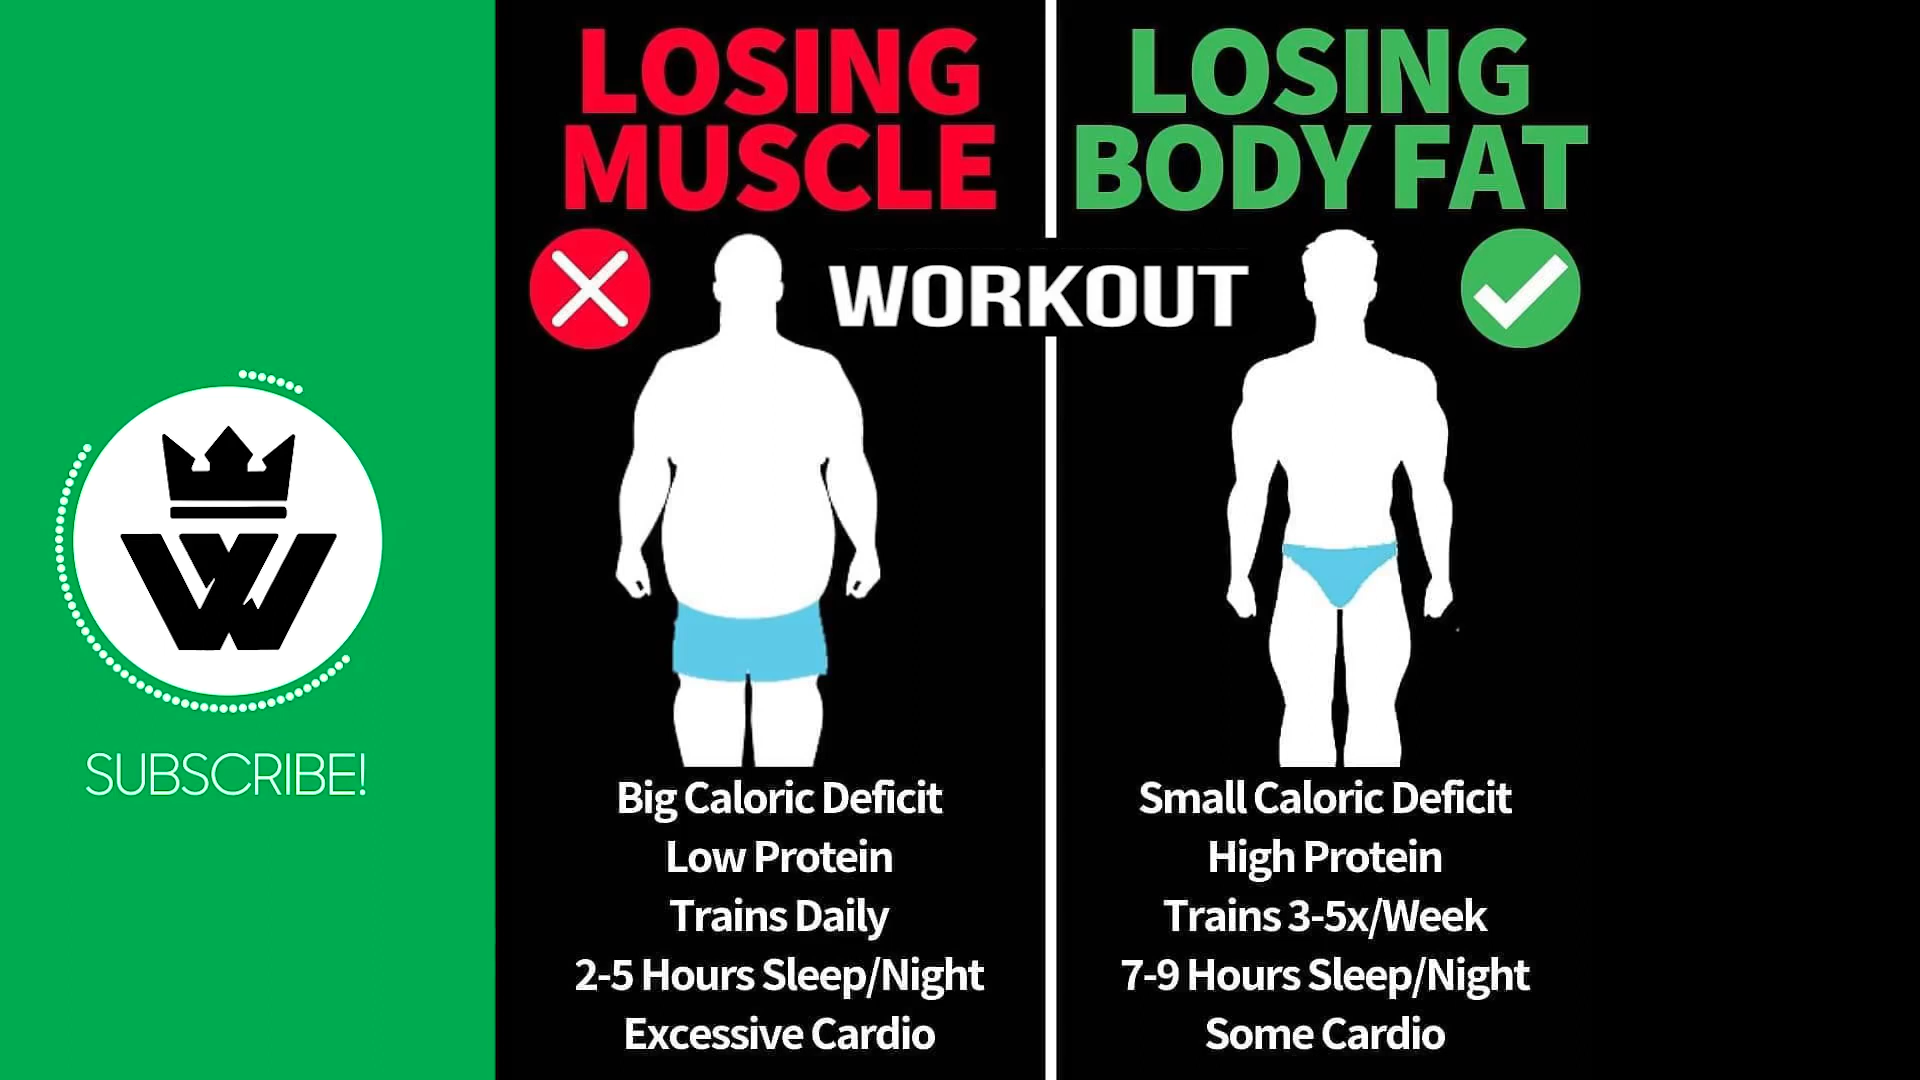 SUBSCRIBE!
LOSING
MUSCLE
LOSING
BODY FAT
WORKOUT
Big Caloric Deficit
Low Protein
Trains Daily
2-5 Hours Sleep/Night
Excessive Cardio
Small Caloric Deficit
High Protein
Trains 3-5x/Week
7-9 Hours Sleep/Night
Some Cardio